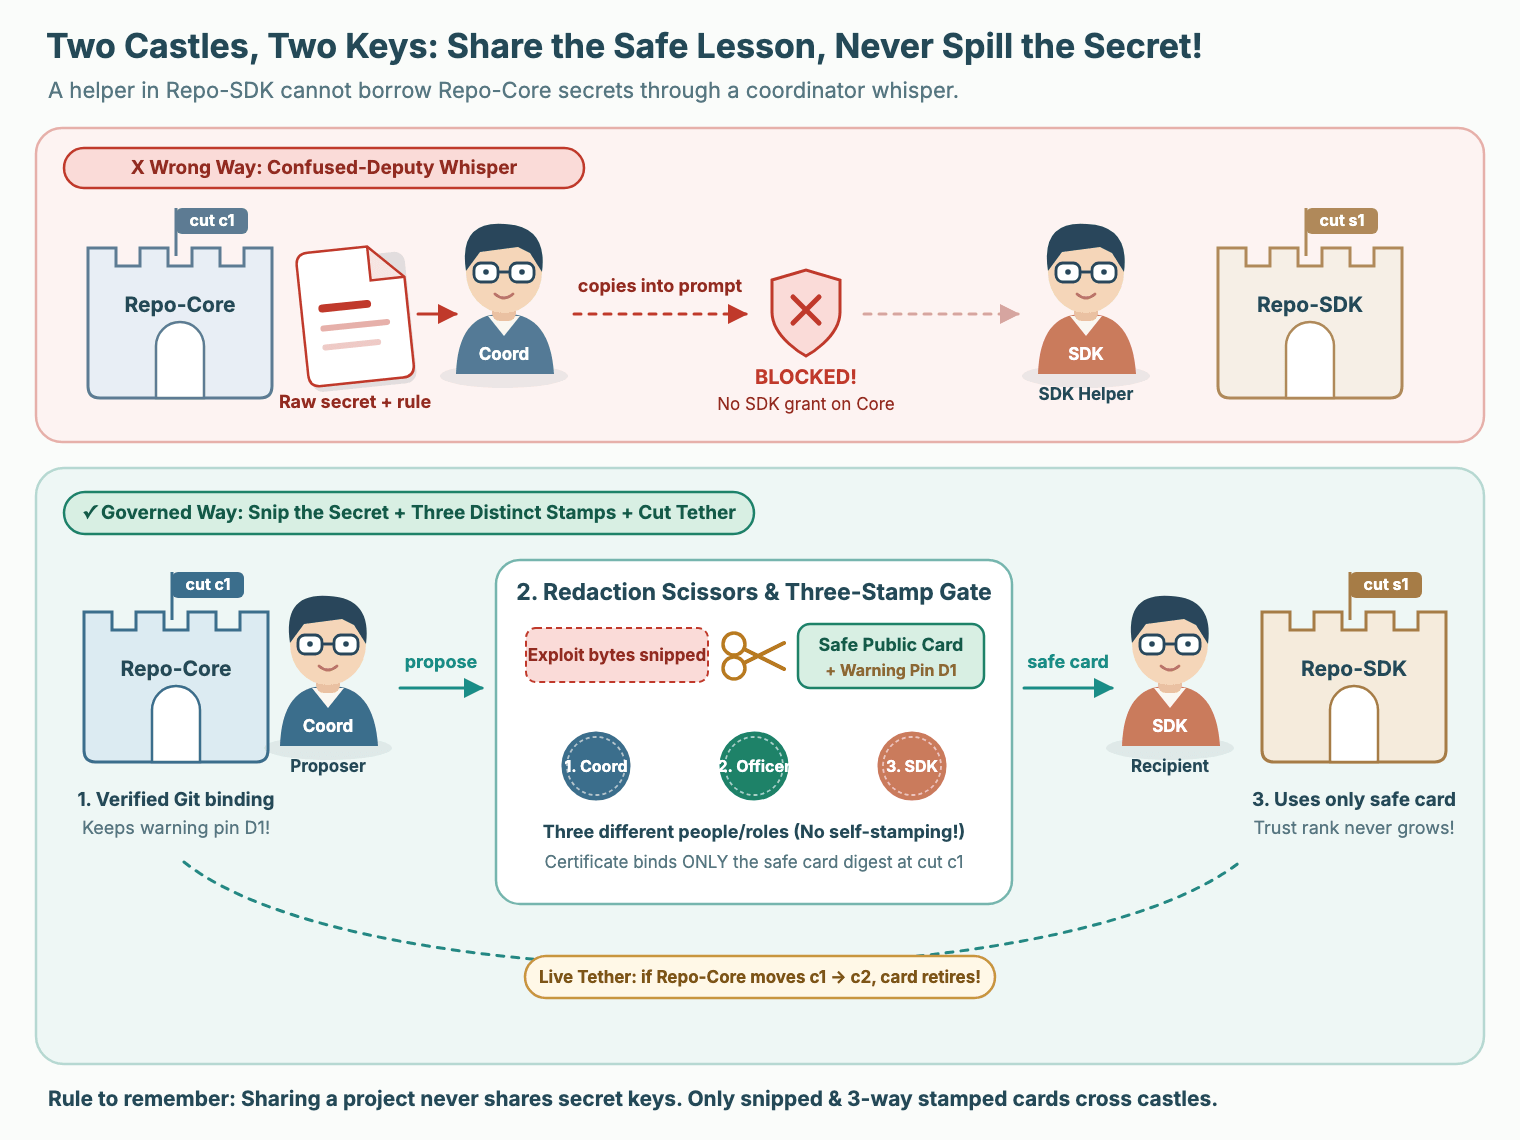 Two Castles, Two Keys: Share the Safe Lesson, Never Spill the Secret!
A helper in Repo-SDK cannot borrow Repo-Core secrets through a coordinator whisper.
X Wrong Way: Confused-Deputy Whisper
cut c1
Repo-Core
Raw secret + rule
Coord
copies into prompt
BLOCKED!
No SDK grant on Core
SDK
SDK Helper
cut s1
Repo-SDK
✓Governed Way: Snip the Secret + Three Distinct Stamps + Cut Tether
cut c1
Repo-Core
Coord
Proposer
1. Verified Git binding
Keeps warning pin D1!
propose
2. Redaction Scissors & Three-Stamp Gate
Exploit bytes snipped
Safe Public Card
+ Warning Pin D1
1. Coord
2. Officer
3. SDK
Three different people/roles (No self-stamping!)
Certificate binds ONLY the safe card digest at cut c1
safe card
SDK
Recipient
cut s1
Repo-SDK
3. Uses only safe card
Trust rank never grows!
Live Tether: if Repo-Core moves c1 → c2, card retires!
Rule to remember: Sharing a project never shares secret keys. Only snipped & 3-way stamped cards cross castles.